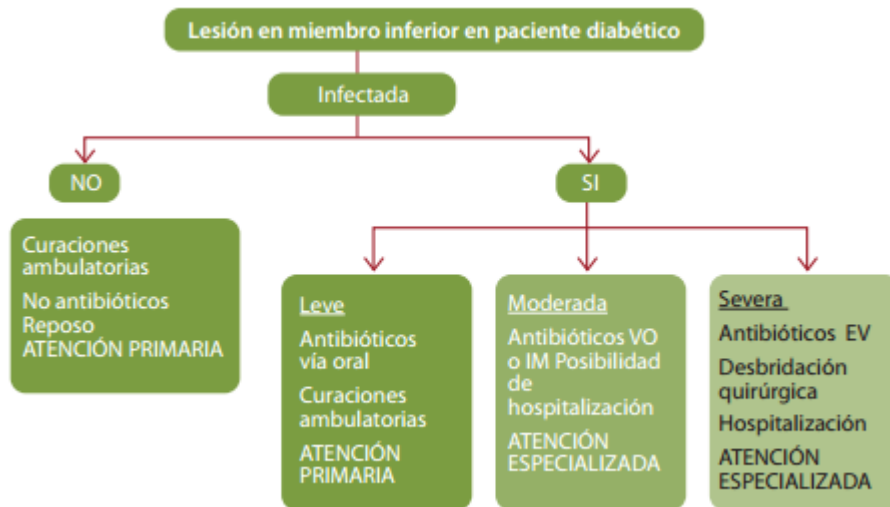 Lesión en miembro inferior en paciente diabético
Infectada
NO
SI
Curaciones
ambulatorias
No antibióticos
Reposo
ATENCIÓN PRIMARIA
Leve
Antibióticos
vía oral
Curaciones
ambulatorias
ATENCIÓN
PRIMARIA
Moderada
Antibióticos VO
o IM Posibilidad
de
hospitalización
ATENCIÓN
ESPECIALIZADA
Severa
Antibióticos EV
Desbridación
quirúrgica
Hospitalización
ATENCIÓN
ESPECIALIZADA